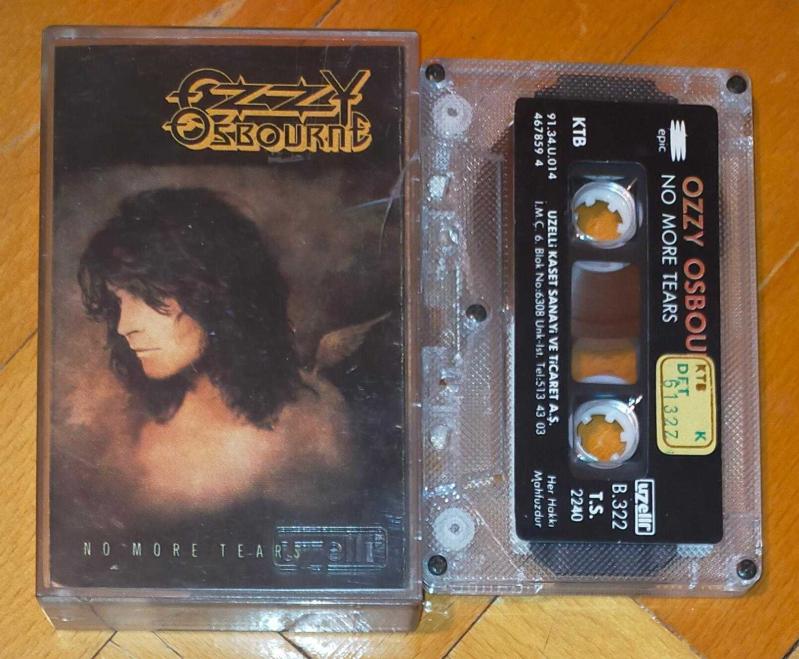 OZZY
OSBOURNE
NO MORE TEARS
uzelli
epic
OZZY OSBOU
NO MORE TEARS
KTB
91.34.U.014
467859 4
UZELLİ KASET SANAYİ VE TİCARET A.Ş.
İ.M.C. 6. Blok No:6308 Unk-İst. Tel:513 43 03
KTB K
DFT
61327
uzelli
B.322
T.S.
2240
Her Hakkı
Mahfuzdur